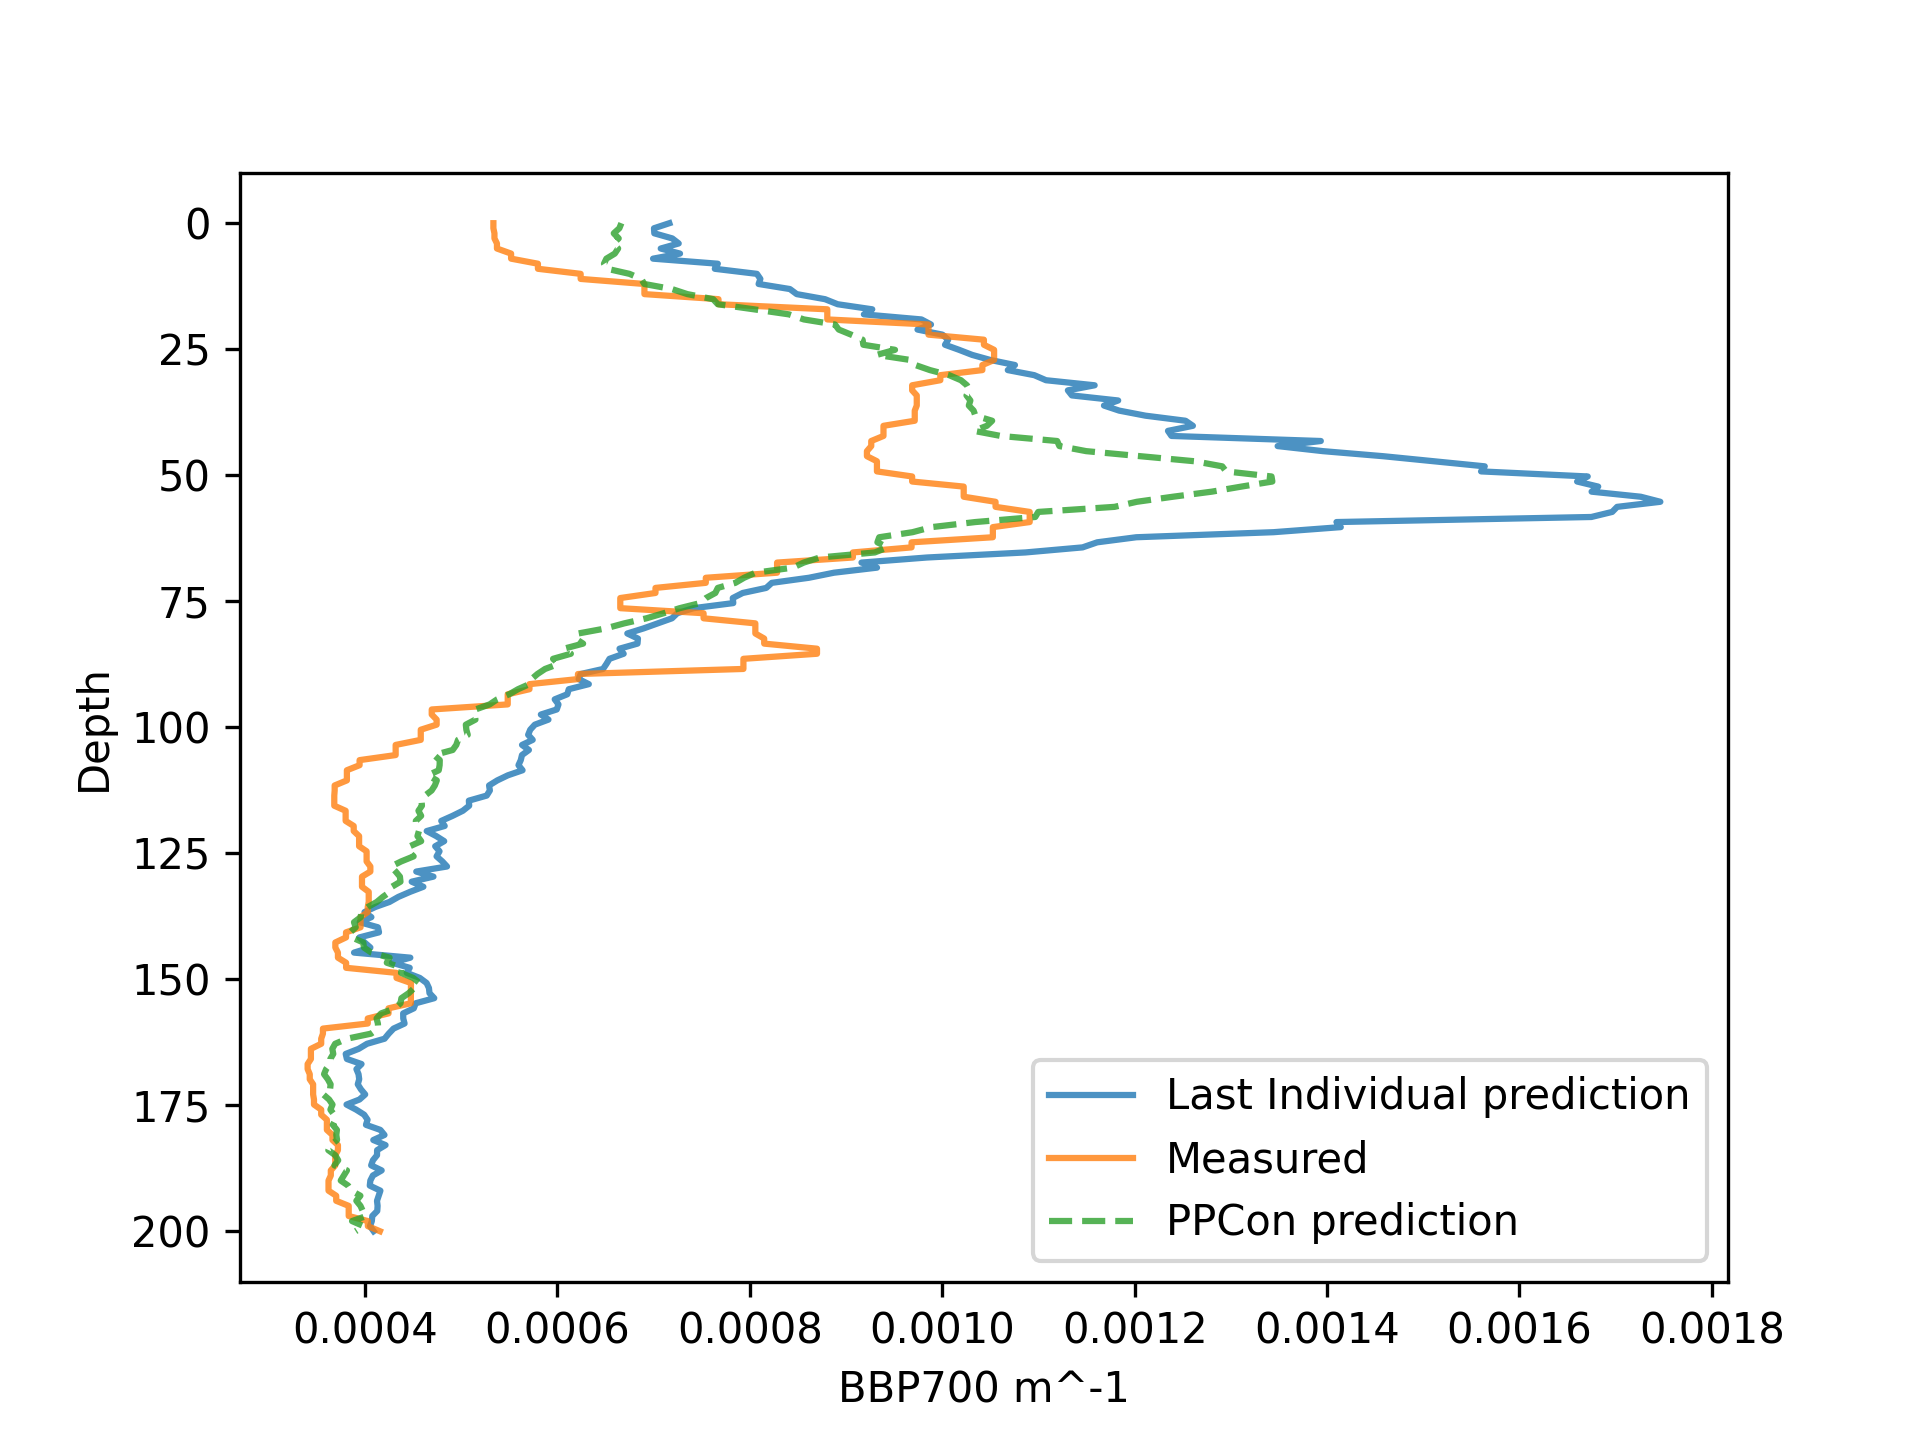 0
25
50
75
100
125
150
175
200
Depth
Last Individual prediction
Measured
PPCon prediction
0.0004 0.0006 0.0008 0.0010 0.0012 0.0014 0.0016 0.0018
BBP700 m^-1